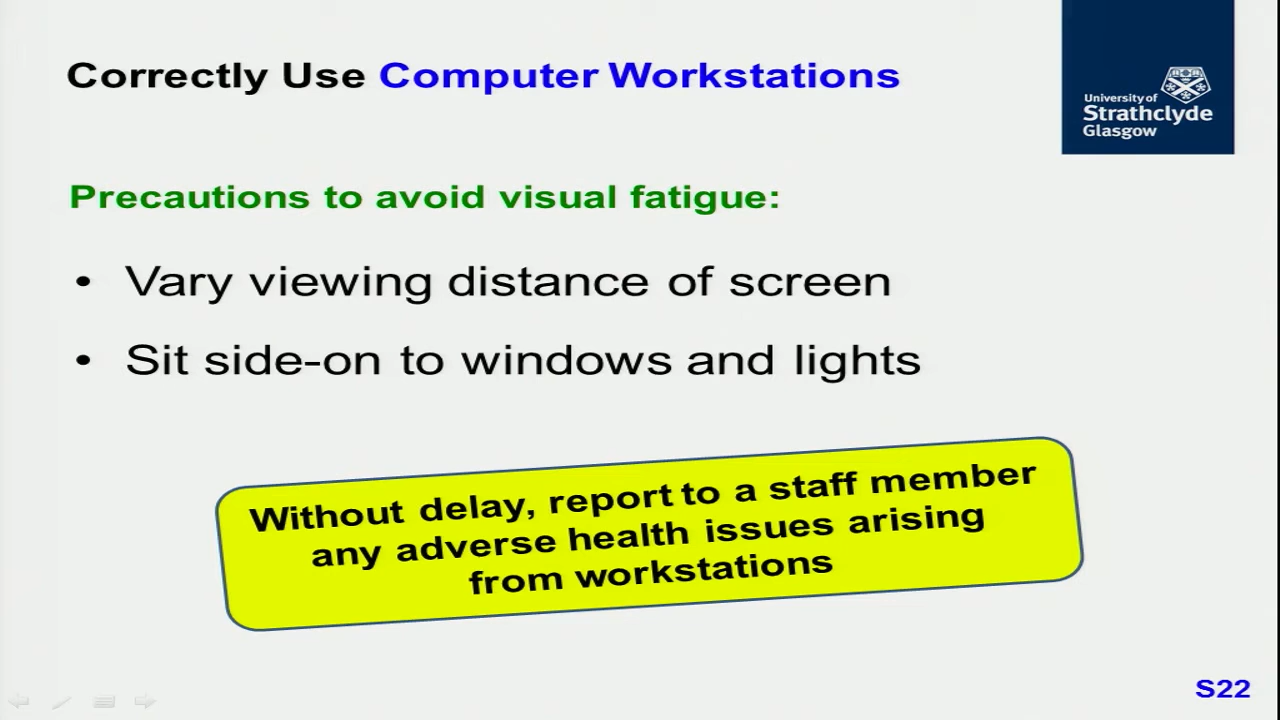 Correctly Use Computer Workstations
University of
Strathclyde
Glasgow
Precautions to avoid visual fatigue:
• Vary viewing distance of screen
• Sit side-on to windows and lights
Without delay, report to a staff member
any adverse health issues arising
from workstations
S22